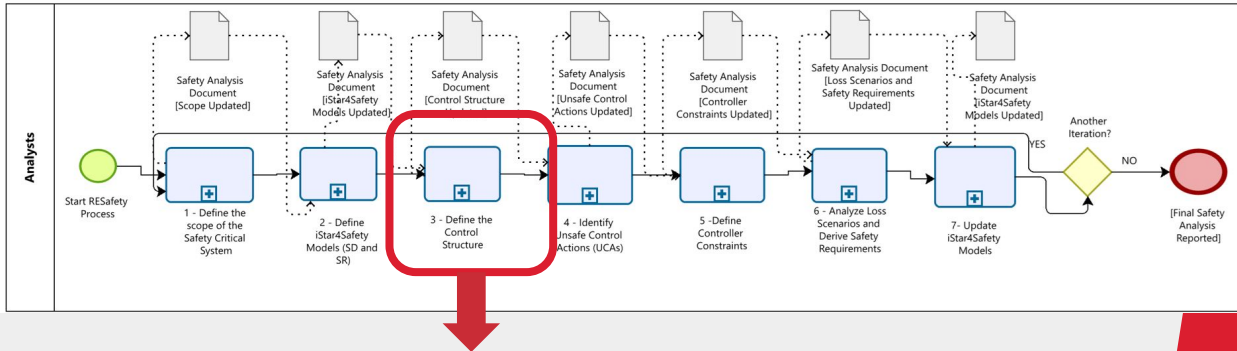 Analysts
Safety Analysis
Document
[Scope Updated]
Safety Analysis
Document
[iStar4Safety
Models Updated]
Safety Analysis
Document
[Control Structure
Safety Analysis
Document
[Unsafe Control
Actions Updated]
Safety Analysis
Document
[Controller
Constraints Updated]
Safety Analysis Document
[Loss Scenarios and
Safety Requirements
Updated]
Safety Analysis
Document
[iStar4Safety
Models Updated]
Another
Iteration?
YES
NO
Start RESafety
Process
1 - Define the
scope of the
Safety Critical
System
2 - Define
iStar4Safety
Models (SD and
SR)
3 - Define the
Control
Structure
4 - Identify
Unsafe Control
Actions (UCAs)
5 -Define
Controller
Constraints
6 - Analyze Loss
Scenarios and
Derive Safety
Requirements
7- Update
iStar4Safety
Models
[Final Safety
Analysis
Reported]